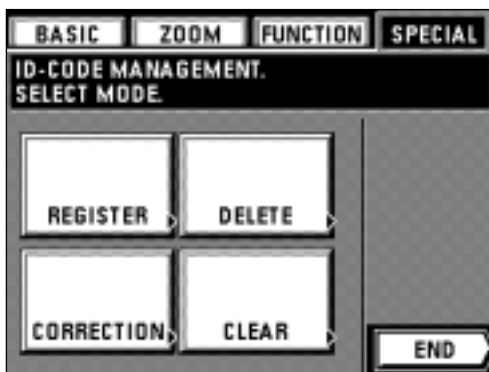 BASIC ZOOM FUNCTION SPECIAL
ID-CODE MANAGEMENT.
SELECT MODE.
REGISTER DELETE
CORRECTION CLEAR
END